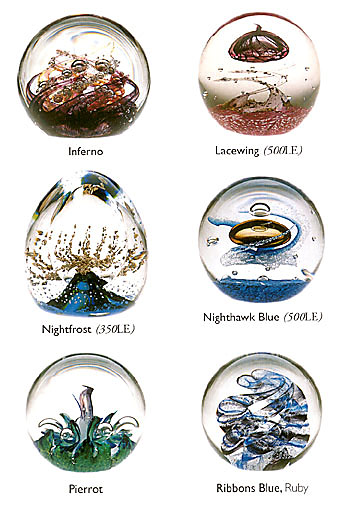 Inferno
Lacewing (500LE)
Nightfrost (350LE)
Nighthawk Blue (500LE)
Pierrot
Ribbons Blue, Ruby